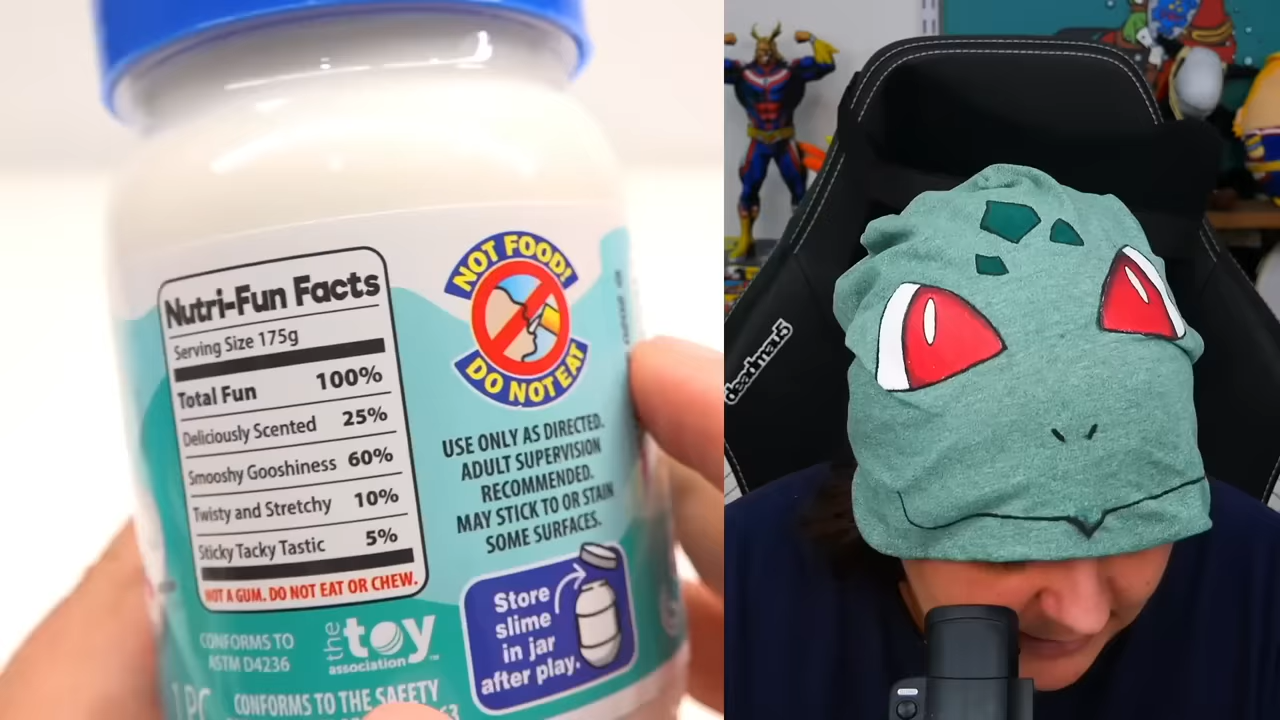 Nutri-Fun Facts
Serving Size 175g
Total Fun 100%
Deliciously Scented 25%
Smooshy Gooshiness 60%
Twisty and Stretchy 10%
Sticky Tacky Tastic 5%
NOT A GUM. DO NOT EAT OR CHEW.
CONFORMS TO
ASTM D4236
the toy
association™
1 PC
CONFORMS TO THE SAFETY
NOT FOOD!
DO NOT EAT
USE ONLY AS DIRECTED.
ADULT SUPERVISION
RECOMMENDED.
MAY STICK TO OR STAIN
SOME SURFACES.
Store
slime
in jar
after play.
deadmau5